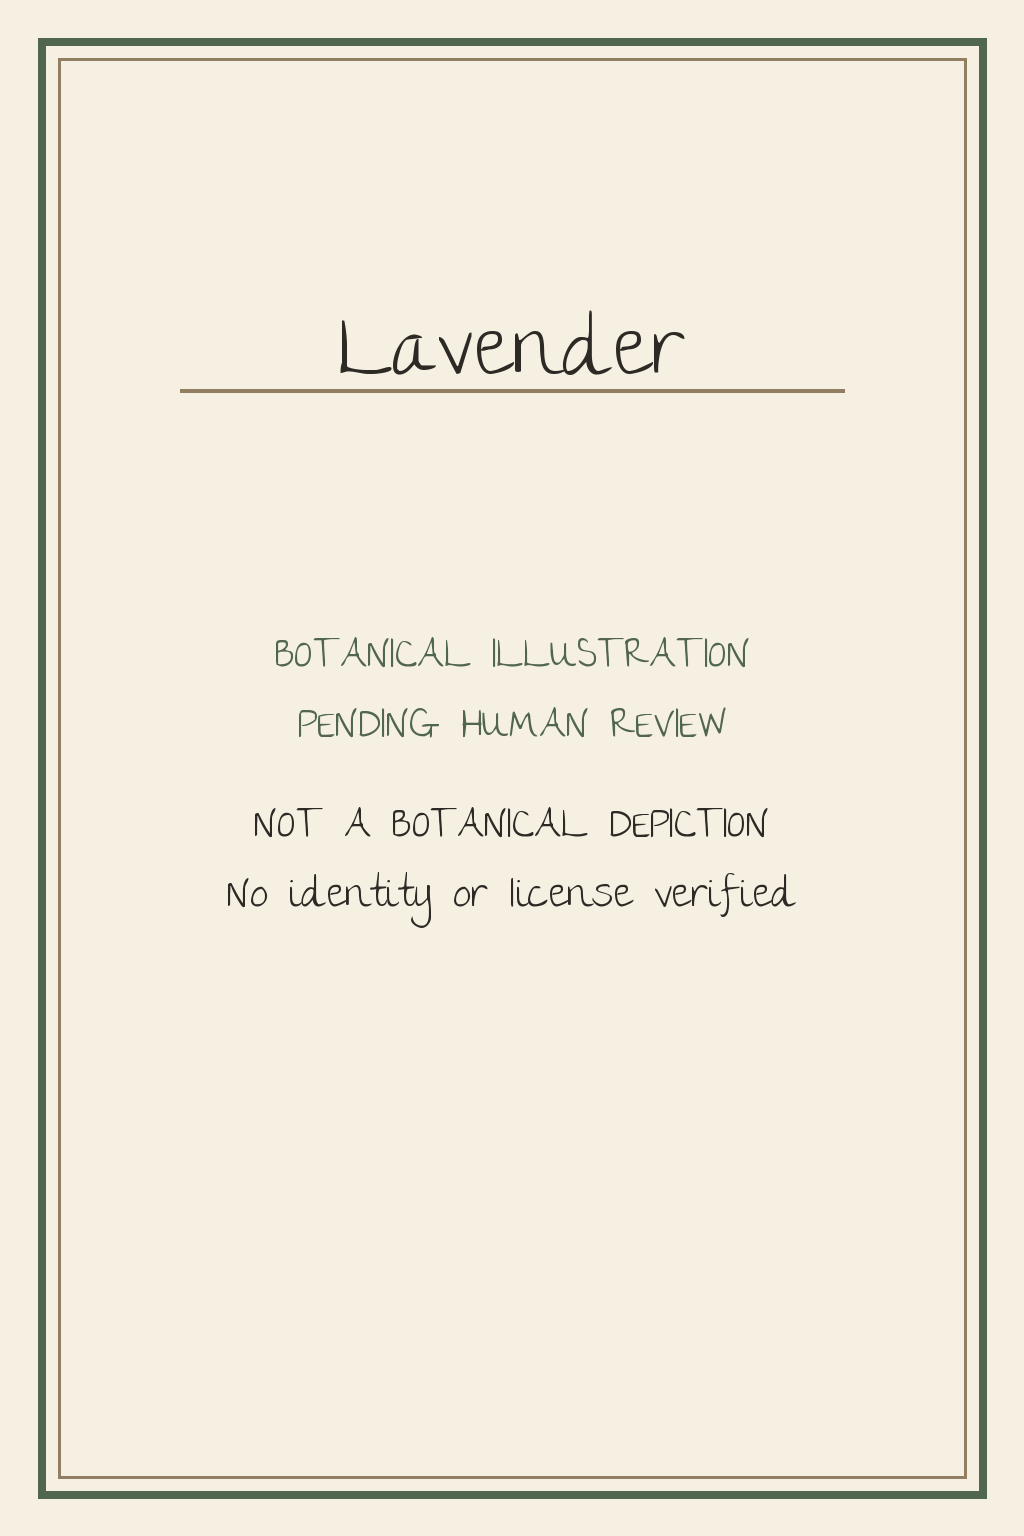 Lavender
BOTANICAL ILLUSTRATION
PENDING HUMAN REVIEW
NOT A BOTANICAL DEPICTION
No identity or license verified